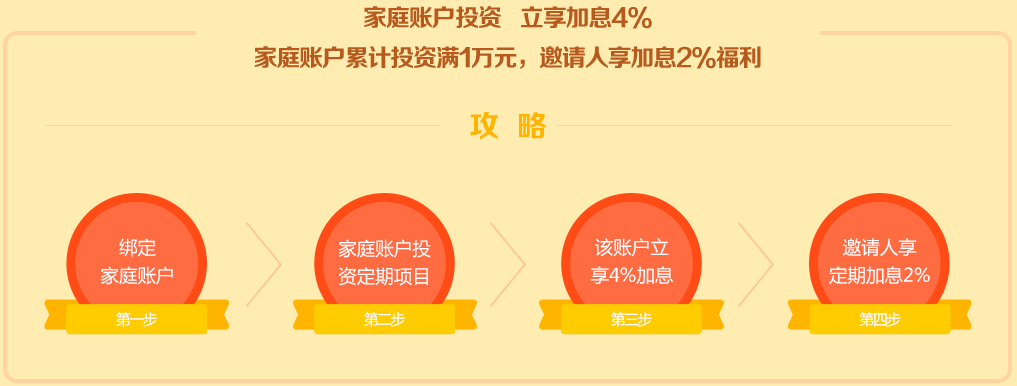 家庭账户投资 立享加息4%
家庭账户累计投资满1万元，邀请人享加息2%福利
攻 略
绑定
家庭账户
第一步
家庭账户投
资定期项目
第二步
该账户立
享4%加息
第三步
邀请人享
定期加息2%
第四步